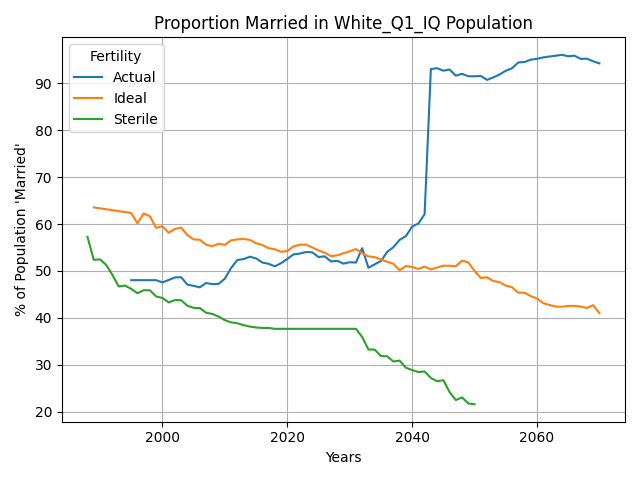 Proportion Married in White_Q1_IQ Population
% of Population 'Married'
Fertility
Actual
Ideal
Sterile
90
80
70
60
50
40
30
20
2000
2020
2040
2060
Years